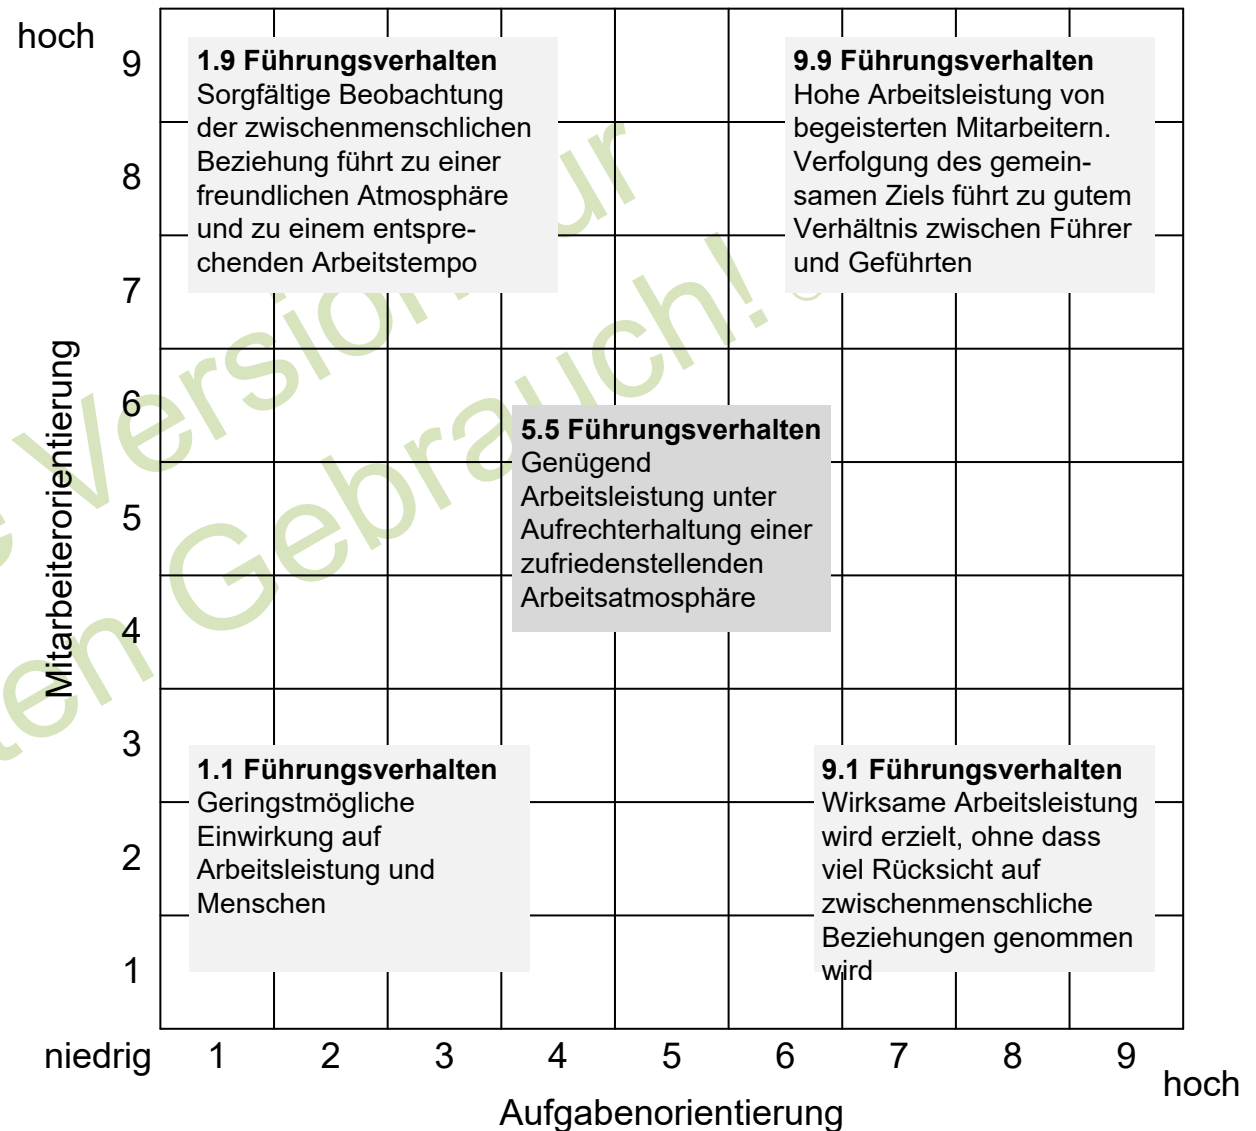 hoch
9
8
7
6
5
4
3
2
1
Mitarbeiterorientierung
1.9 Führungsverhalten
Sorgfältige Beobachtung
der zwischenmenschlichen
Beziehung führt zu einer
freundlichen Atmosphäre
und zu einem entspre-
chenden Arbeitstempo
9.9 Führungsverhalten
Hohe Arbeitsleistung von
begeisterten Mitarbeitern.
Verfolgung des gemein-
samen Ziels führt zu gutem
Verhältnis zwischen Führer
und Geführten
5.5 Führungsverhalten
Genügend
Arbeitsleistung unter
Aufrechterhaltung einer
zufriedenstellenden
Arbeitsatmosphäre
1.1 Führungsverhalten
Geringstmögliche
Einwirkung auf
Arbeitsleistung und
Menschen
9.1 Führungsverhalten
Wirksame Arbeitsleistung
wird erzielt, ohne dass
viel Rücksicht auf
zwischenmenschliche
Beziehungen genommen
wird
niedrig 1 2 3 4 5 6 7 8 9
hoch
Aufgabenorientierung
Version
Gebrauch!